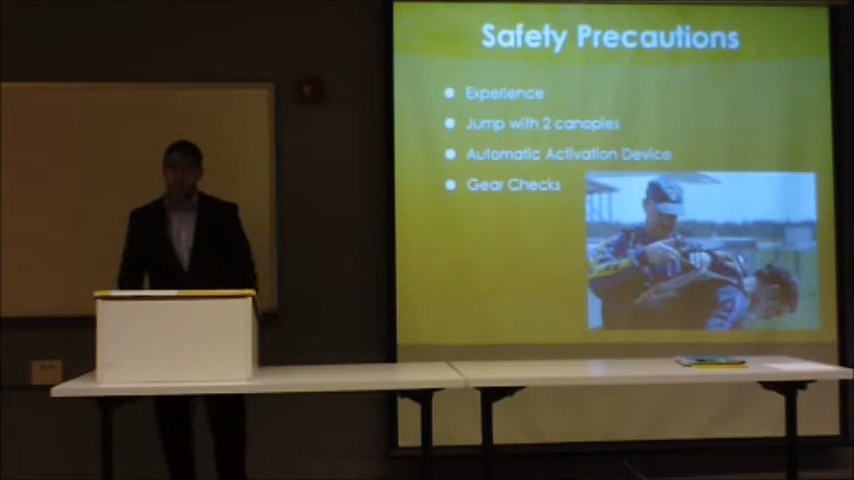 Safety Precautions
Experience
Jump with 2 canopies
Automatic Activation Device
Gear Checks